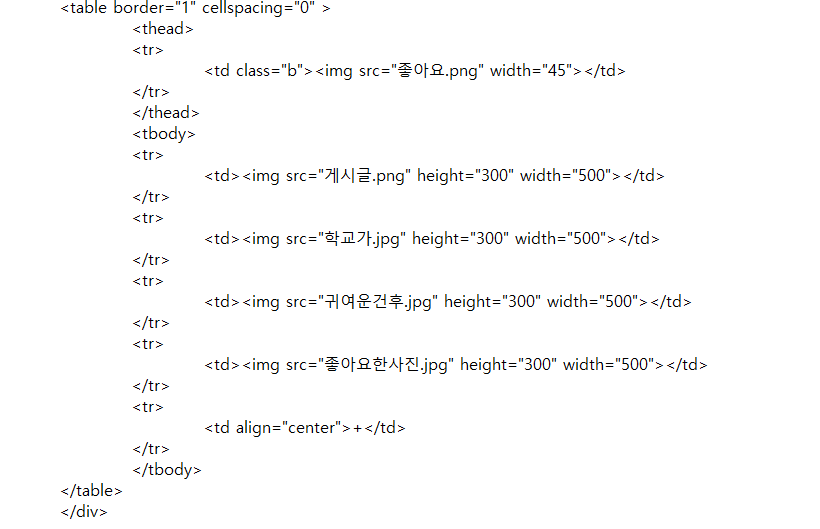 <table border="1" cellspacing="0" >
<thead>
<tr>
<td class="b"><img src="좋아요.png" width="45"></td>
</tr>
</thead>
<tbody>
<tr>
<td><img src="게시글.png" height="300" width="500"></td>
</tr>
<tr>
<td><img src="학교가.jpg" height="300" width="500"></td>
</tr>
<tr>
<td><img src="귀여운건후.jpg" height="300" width="500"></td>
</tr>
<tr>
<td><img src="좋아요한사진.jpg" height="300" width="500"></td>
</tr>
<tr>
<td align="center">+</td>
</tr>
</tbody>
</table>
</div>